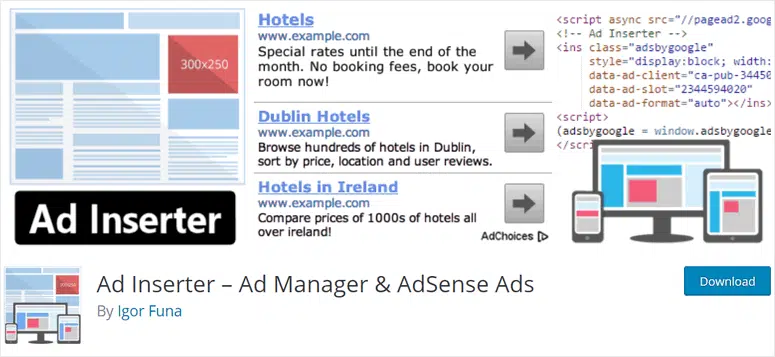 300x250
Ad Inserter
Hotels
www.example.com
Special rates until the end of the
month. No booking fees, book your
room now!
Dublin Hotels
www.example.com
Browse hundreds of hotels in Dublin,
sort by price, location and user reviews.
Hotels in Ireland
www.example.com
Compare prices of 1000s of hotels all
over ireland!
AdChoices
<script async src="//pagead2.goog
<!-- Ad Inserter -->
<ins class="adsbygoogle"
style="display:block; width:
data-ad-client="ca-pub-34450
data-ad-slot="2344594020"
data-ad-format="auto"></ins>
<script>
(adsbygoogle = window.adsbygoogle
</scri
Ad Inserter – Ad Manager & AdSense Ads
By Igor Funa
Download